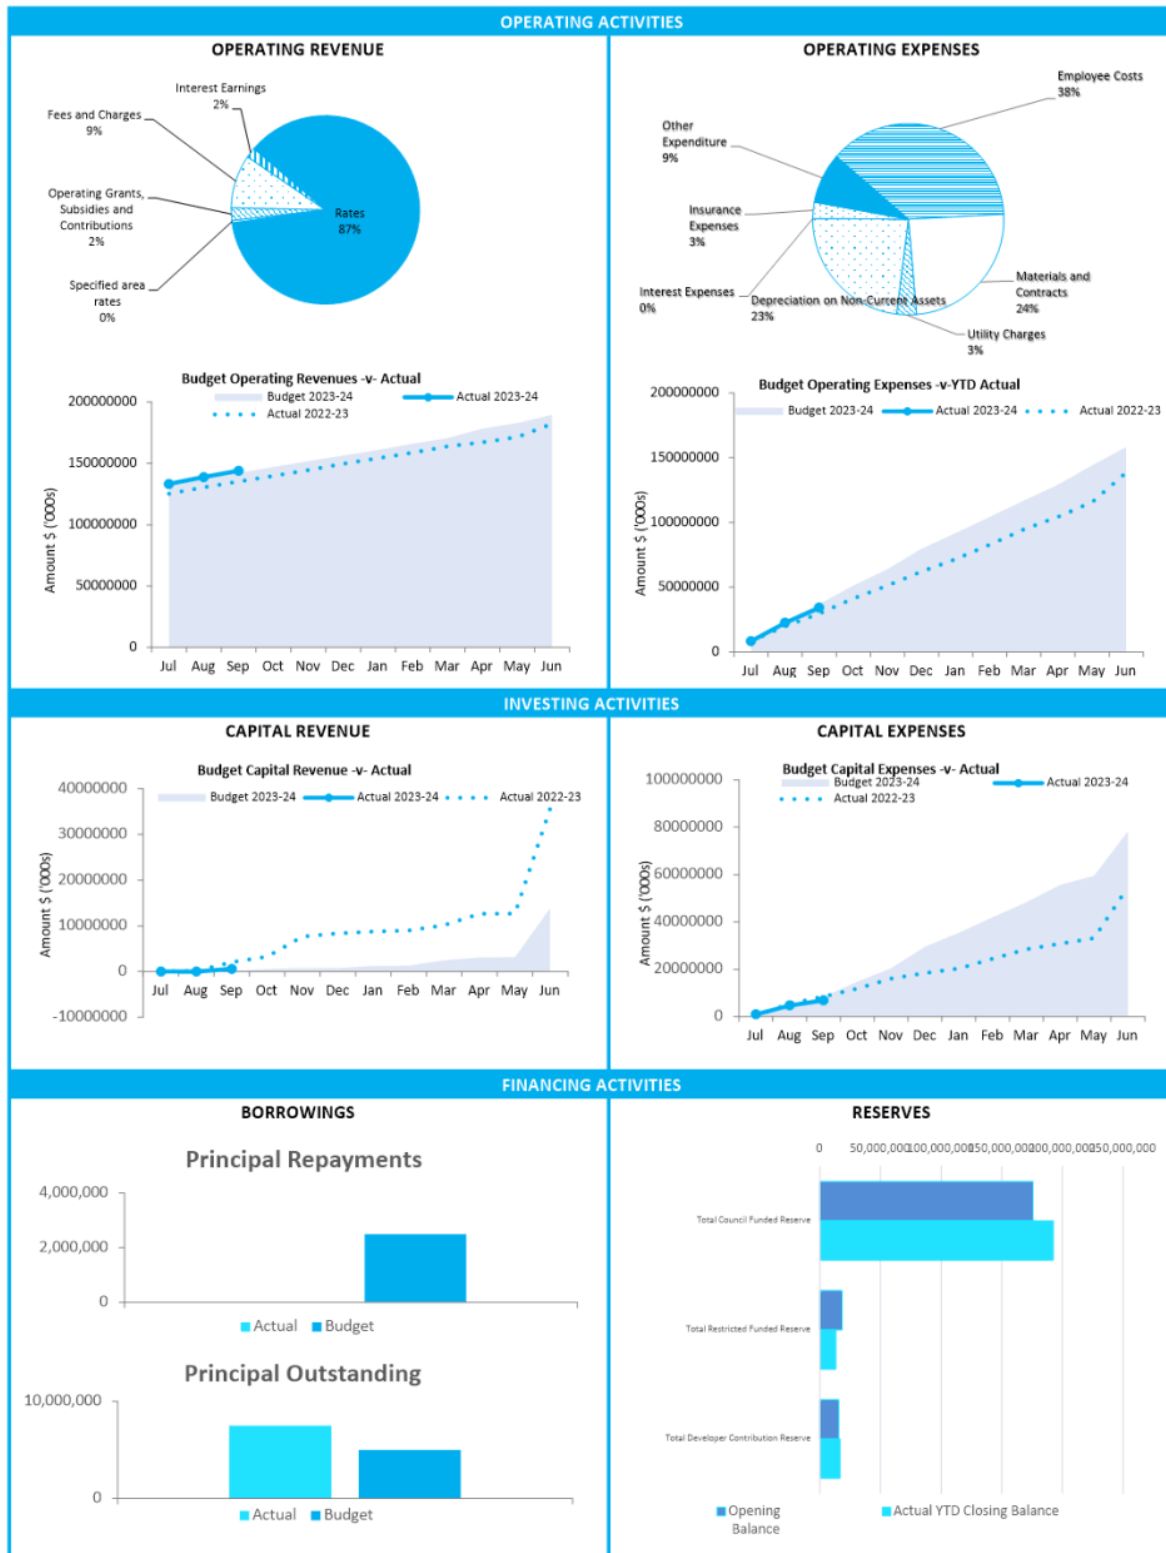 OPERATING ACTIVITIES
OPERATING REVENUE
Interest Earnings
2%
Fees and Charges
9%
Operating Grants,
Subsidies and
Contributions
2%
Specified area
rates
0%
Rates
87%
OPERATING EXPENSES
Employee Costs
38%
Other
Expenditure
9%
Insurance
Expenses
3%
Interest Expenses
0%
Depreciation on Non-Current Assets
23%
Materials and
Contracts
24%
Utility Charges
3%
Budget Operating Revenues -v- Actual
Budget 2023-24
Actual 2023-24
Actual 2022-23
Amount $ ('000s)
200000000
150000000
100000000
50000000
0
Jul Aug Sep Oct Nov Dec Jan Feb Mar Apr May Jun
Budget Operating Expenses -v-YTD Actual
Budget 2023-24
Actual 2023-24
Actual 2022-23
Amount $ ('000s)
200000000
150000000
100000000
50000000
0
Jul Aug Sep Oct Nov Dec Jan Feb Mar Apr May Jun
INVESTING ACTIVITIES
CAPITAL REVENUE
Budget Capital Revenue -v- Actual
Budget 2023-24
Actual 2023-24
Actual 2022-23
Amount $ ('000s)
40000000
30000000
20000000
10000000
0
-10000000
Jul Aug Sep Oct Nov Dec Jan Feb Mar Apr May Jun
CAPITAL EXPENSES
Budget Capital Expenses -v- Actual
Budget 2023-24
Actual 2023-24
Actual 2022-23
Amount $ ('000s)
100000000
80000000
60000000
40000000
20000000
0
Jul Aug Sep Oct Nov Dec Jan Feb Mar Apr May Jun
FINANCING ACTIVITIES
BORROWINGS
Principal Repayments
4,000,000
2,000,000
0
Actual
Budget
Principal Outstanding
10,000,000
0
Actual
Budget
RESERVES
0 50,000,000 100,000,000 150,000,000 200,000,000 250,000,000
Total Council Funded Reserve
Total Restricted Funded Reserve
Total Developer Contribution Reserve
Opening
Balance
Actual YTD Closing Balance